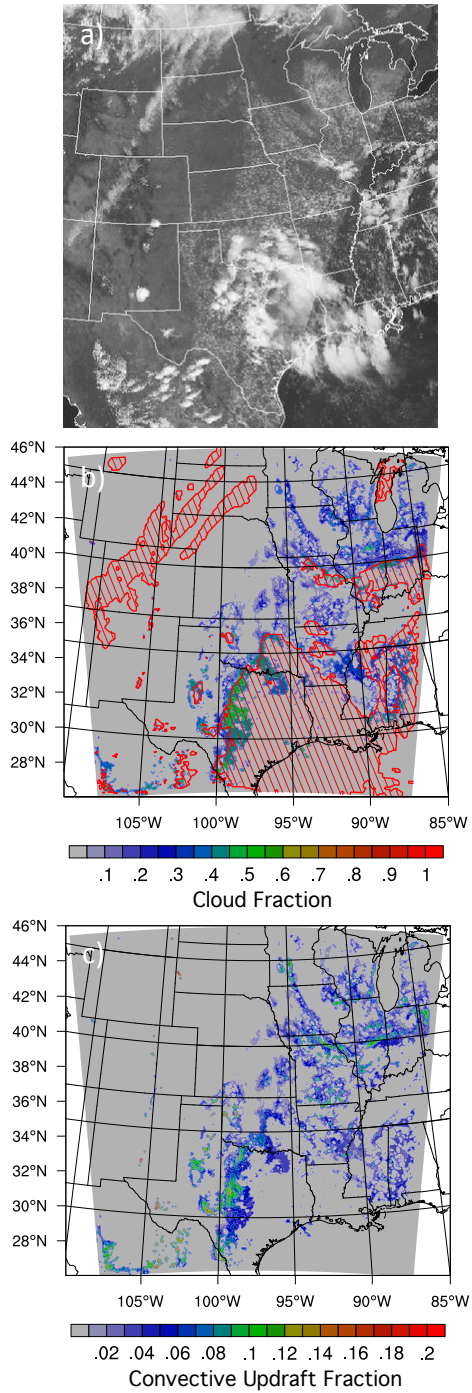 a)
46°N
b)
44°N
42°N
40°N
38°N
36°N
34°N
32°N
30°N
28°N
105°W 100°W 95°W 90°W 85°W
.1 .2 .3 .4 .5 .6 .7 .8 .9 1
Cloud Fraction
46°N
c)
44°N
42°N
40°N
38°N
36°N
34°N
32°N
30°N
28°N
105°W 100°W 95°W 90°W 85°W
.02 .04 .06 .08 .1 .12 .14 .16 .18 .2
Convective Updraft Fraction